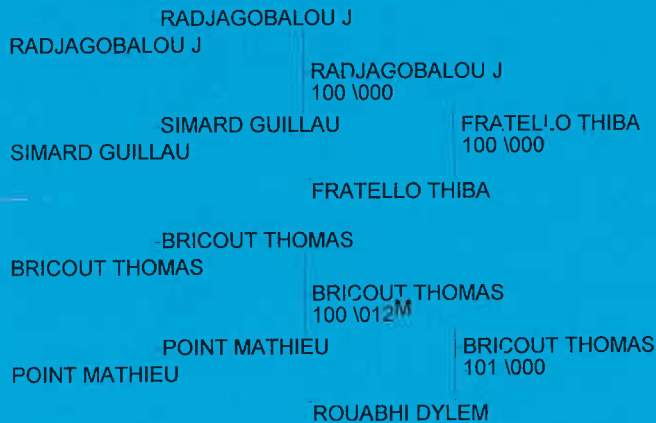 RADJAGOBALOU J
RADJAGOBALOU J
RADJAGOBALOU J
100 \000
SIMARD GUILLAU
FRATELLO THIBA
100 \000
SIMARD GUILLAU
FRATELLO THIBA
BRICOUT THOMAS
BRICOUT THOMAS
BRICOUT THOMAS
100 \012M
POINT MATHIEU
BRICOUT THOMAS
101 \000
POINT MATHIEU
ROUABHI DYLEM